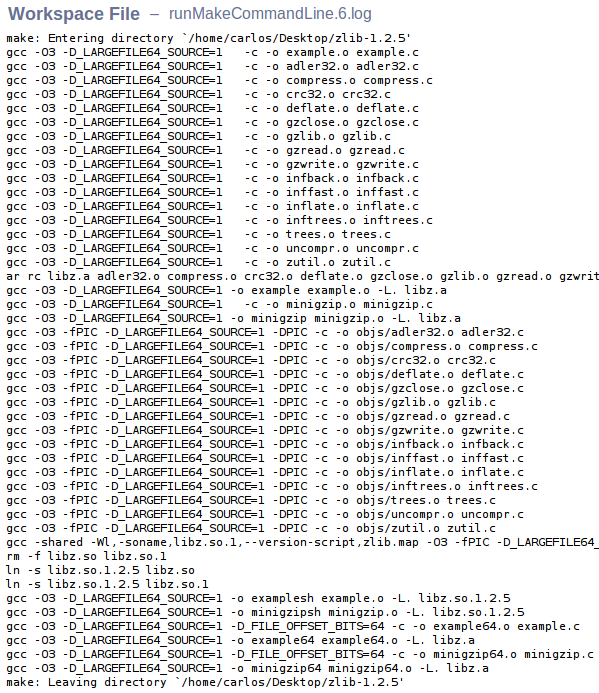 Workspace File – runMakeCommandLine.6.log
make: Entering directory `/home/carlos/Desktop/zlib-1.2.5'
gcc -O3 -D_LARGEFILE64_SOURCE=1   -c -o example.o example.c
gcc -O3 -D_LARGEFILE64_SOURCE=1   -c -o adler32.o adler32.c
gcc -O3 -D_LARGEFILE64_SOURCE=1   -c -o compress.o compress.c
gcc -O3 -D_LARGEFILE64_SOURCE=1   -c -o crc32.o crc32.c
gcc -O3 -D_LARGEFILE64_SOURCE=1   -c -o deflate.o deflate.c
gcc -O3 -D_LARGEFILE64_SOURCE=1   -c -o gzclose.o gzclose.c
gcc -O3 -D_LARGEFILE64_SOURCE=1   -c -o gzlib.o gzlib.c
gcc -O3 -D_LARGEFILE64_SOURCE=1   -c -o gzread.o gzread.c
gcc -O3 -D_LARGEFILE64_SOURCE=1   -c -o gzwrite.o gzwrite.c
gcc -O3 -D_LARGEFILE64_SOURCE=1   -c -o infback.o infback.c
gcc -O3 -D_LARGEFILE64_SOURCE=1   -c -o inffast.o inffast.c
gcc -O3 -D_LARGEFILE64_SOURCE=1   -c -o inflate.o inflate.c
gcc -O3 -D_LARGEFILE64_SOURCE=1   -c -o inftrees.o inftrees.c
gcc -O3 -D_LARGEFILE64_SOURCE=1   -c -o trees.o trees.c
gcc -O3 -D_LARGEFILE64_SOURCE=1   -c -o uncompr.o uncompr.c
gcc -O3 -D_LARGEFILE64_SOURCE=1   -c -o zutil.o zutil.c
ar rc libz.a adler32.o compress.o crc32.o deflate.o gzclose.o gzlib.o gzread.o gzwrit
gcc -O3 -D_LARGEFILE64_SOURCE=1 -o example example.o -L. libz.a
gcc -O3 -D_LARGEFILE64_SOURCE=1   -c -o minigzip.o minigzip.c
gcc -O3 -D_LARGEFILE64_SOURCE=1 -o minigzip minigzip.o -L. libz.a
gcc -O3 -fPIC -D_LARGEFILE64_SOURCE=1 -DPIC -c -o objs/adler32.o adler32.c
gcc -O3 -fPIC -D_LARGEFILE64_SOURCE=1 -DPIC -c -o objs/compress.o compress.c
gcc -O3 -fPIC -D_LARGEFILE64_SOURCE=1 -DPIC -c -o objs/crc32.o crc32.c
gcc -O3 -fPIC -D_LARGEFILE64_SOURCE=1 -DPIC -c -o objs/deflate.o deflate.c
gcc -O3 -fPIC -D_LARGEFILE64_SOURCE=1 -DPIC -c -o objs/gzclose.o gzclose.c
gcc -O3 -fPIC -D_LARGEFILE64_SOURCE=1 -DPIC -c -o objs/gzlib.o gzlib.c
gcc -O3 -fPIC -D_LARGEFILE64_SOURCE=1 -DPIC -c -o objs/gzread.o gzread.c
gcc -O3 -fPIC -D_LARGEFILE64_SOURCE=1 -DPIC -c -o objs/gzwrite.o gzwrite.c
gcc -O3 -fPIC -D_LARGEFILE64_SOURCE=1 -DPIC -c -o objs/infback.o infback.c
gcc -O3 -fPIC -D_LARGEFILE64_SOURCE=1 -DPIC -c -o objs/inffast.o inffast.c
gcc -O3 -fPIC -D_LARGEFILE64_SOURCE=1 -DPIC -c -o objs/inflate.o inflate.c
gcc -O3 -fPIC -D_LARGEFILE64_SOURCE=1 -DPIC -c -o objs/inftrees.o inftrees.c
gcc -O3 -fPIC -D_LARGEFILE64_SOURCE=1 -DPIC -c -o objs/trees.o trees.c
gcc -O3 -fPIC -D_LARGEFILE64_SOURCE=1 -DPIC -c -o objs/uncompr.o uncompr.c
gcc -O3 -fPIC -D_LARGEFILE64_SOURCE=1 -DPIC -c -o objs/zutil.o zutil.c
gcc -shared -Wl,-soname,libz.so.1,--version-script,zlib.map -O3 -fPIC -D_LARGEFILE64_
rm -f libz.so libz.so.1
ln -s libz.so.1.2.5 libz.so
ln -s libz.so.1.2.5 libz.so.1
gcc -O3 -D_LARGEFILE64_SOURCE=1 -o examplesh example.o -L. libz.so.1.2.5
gcc -O3 -D_LARGEFILE64_SOURCE=1 -o minigzipsh minigzip.o -L. libz.so.1.2.5
gcc -O3 -D_LARGEFILE64_SOURCE=1 -D_FILE_OFFSET_BITS=64 -c -o example64.o example.c
gcc -O3 -D_LARGEFILE64_SOURCE=1 -o example64 example64.o -L. libz.a
gcc -O3 -D_LARGEFILE64_SOURCE=1 -D_FILE_OFFSET_BITS=64 -c -o minigzip64.o minigzip.c
gcc -O3 -D_LARGEFILE64_SOURCE=1 -o minigzip64 minigzip64.o -L. libz.a
make: Leaving directory `/home/carlos/Desktop/zlib-1.2.5'